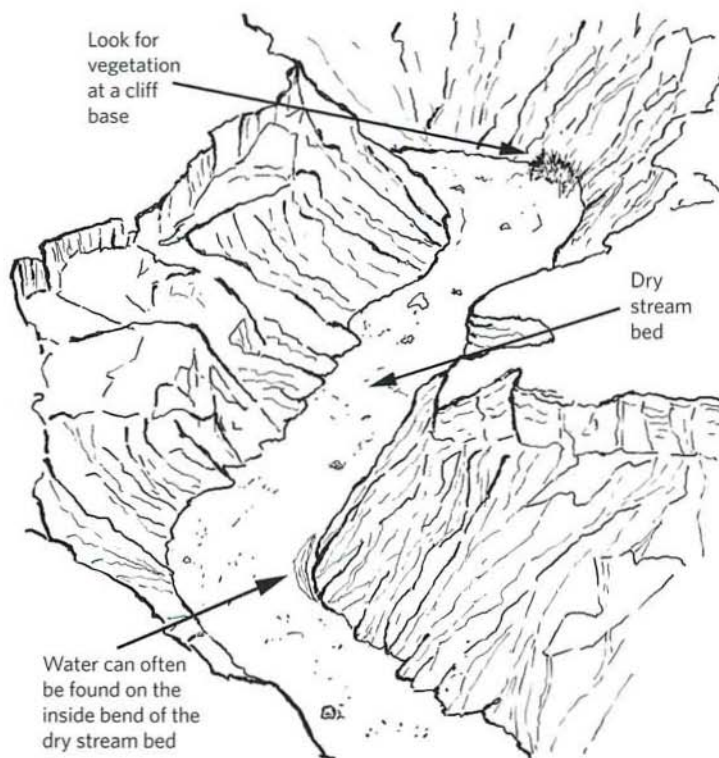 Look for
vegetation
at a cliff
base
Dry
stream
bed
Water can often
be found on the
inside bend of the
dry stream bed